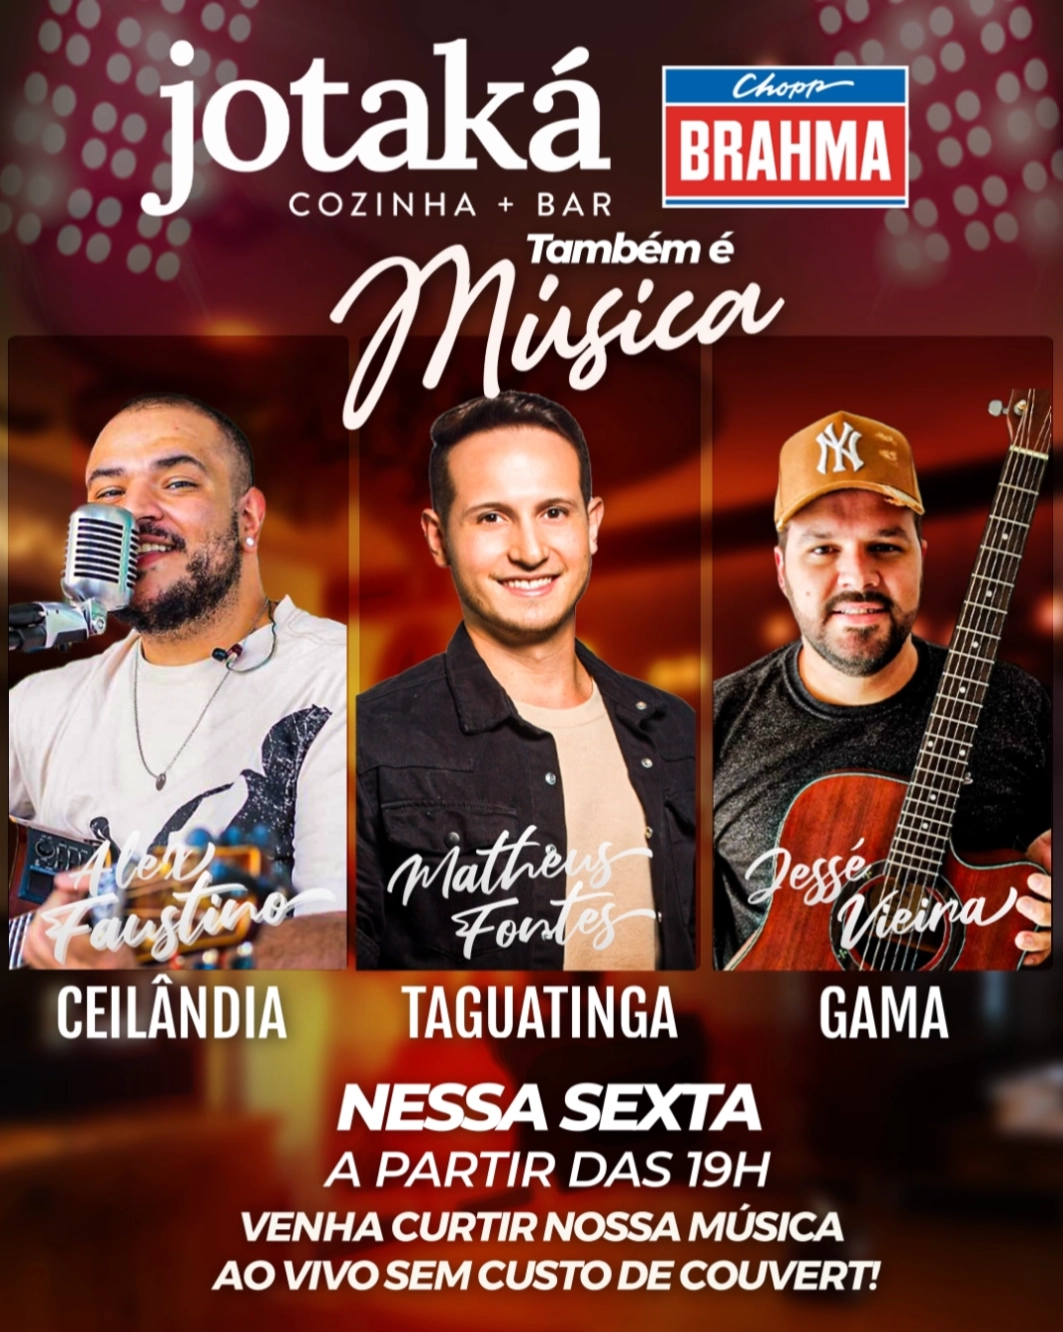 jotaká
COZINHA + BAR
Chopp
BRAHMA
Também é
Música
NY
Alex
Faustino
Matheus
Fontes
Jessé
Vieira
CEILÂNDIA
TAGUATINGA
GAMA
NESSA SEXTA
A PARTIR DAS 19H
VENHA CURTIR NOSSA MÚSICA
AO VIVO SEM CUSTO DE COUVERT!